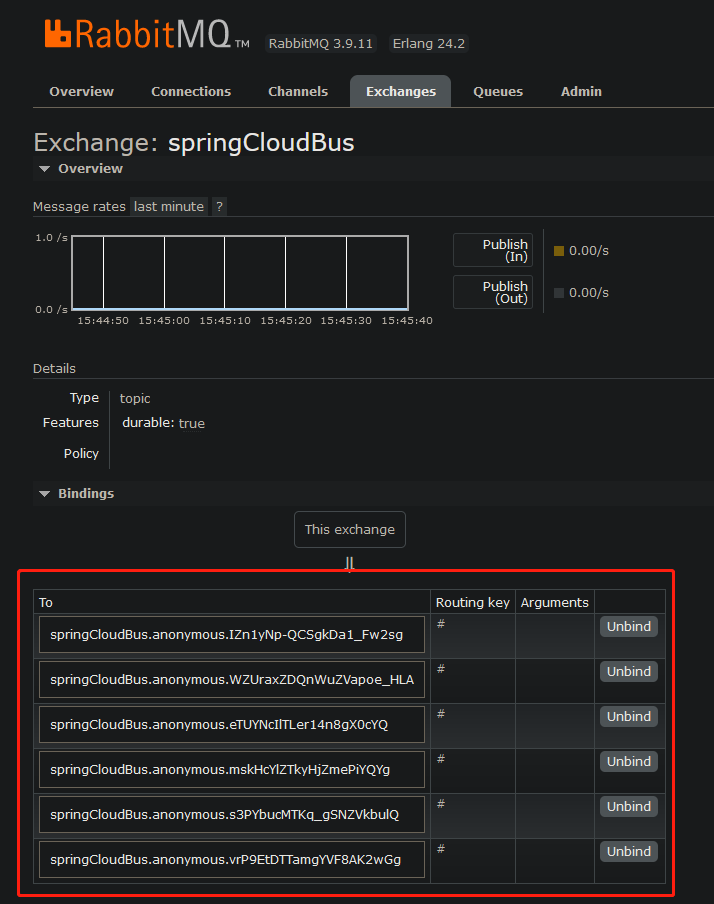 RabbitMQ TM RabbitMQ 3.9.11 Erlang 24.2
Overview Connections Channels Exchanges Queues Admin
Exchange: springCloudBus
Overview
Message rates last minute ?
1.0 /s
0.0 /s
15:44:50 15:45:00 15:45:10 15:45:20 15:45:30 15:45:40
Publish
(In)
0.00/s
Publish
(Out)
0.00/s
Details
Type topic
Features durable: true
Policy
Bindings
This exchange
⇓
To Routing key Arguments
springCloudBus.anonymous.IZn1yNp-QCSgkDa1_Fw2sg # Unbind
springCloudBus.anonymous.WZUraxZDQnWuZVapoe_HLA # Unbind
springCloudBus.anonymous.eTUYNcIlTLer14n8gX0cYQ # Unbind
springCloudBus.anonymous.mskHcYlZTkyHjZmePiYQYg # Unbind
springCloudBus.anonymous.s3PYbucMTKq_gSNZVkbulQ # Unbind
springCloudBus.anonymous.vrP9EtDTTamgYVF8AK2wGg # Unbind